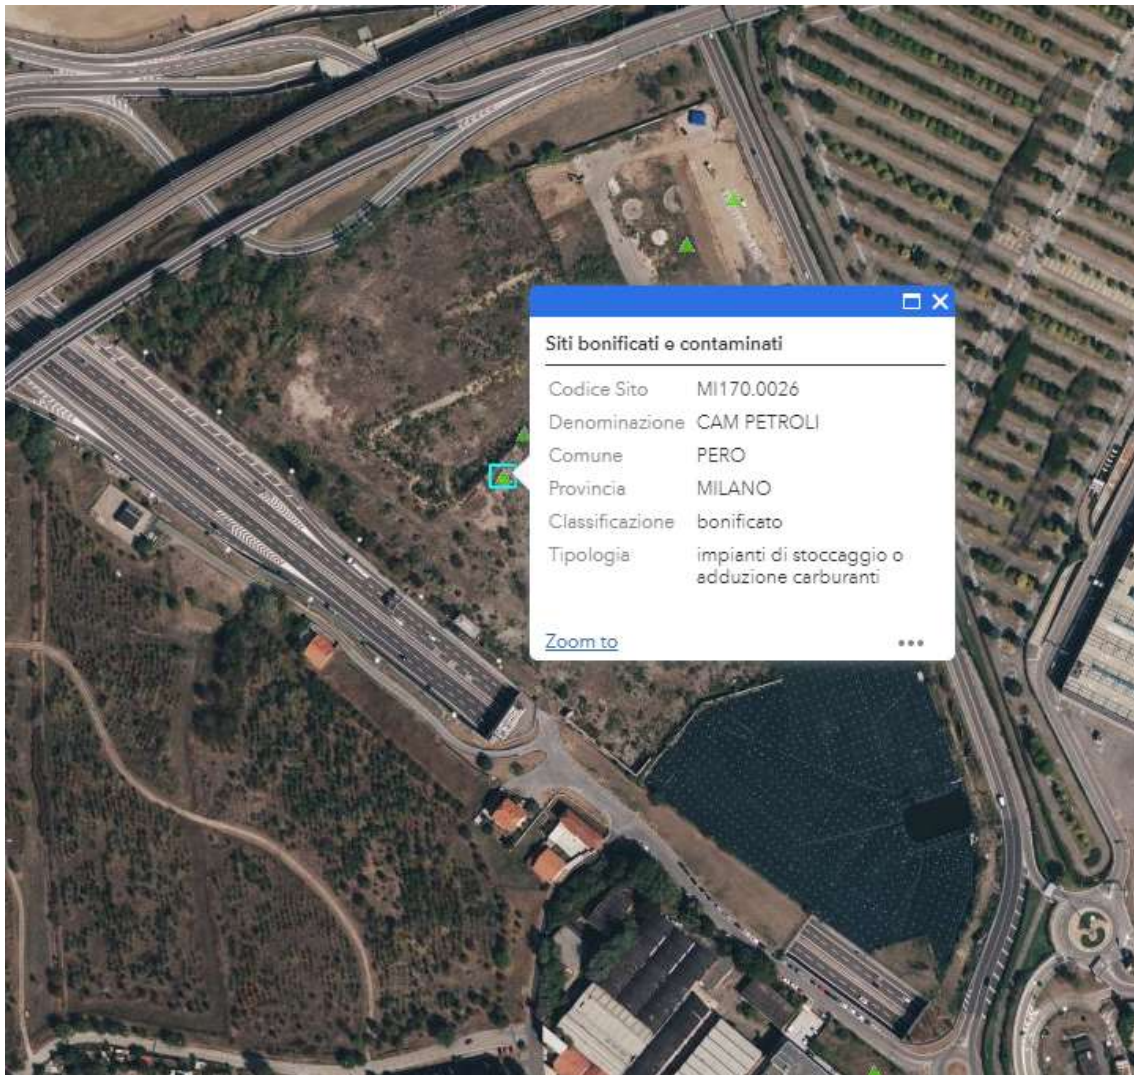 Siti bonificati e contaminati
Codice Sito MI170.0026
Denominazione CAM PETROLI
Comune PERO
Provincia MILANO
Classificazione bonificato
Tipologia impianti di stoccaggio o
adduzione carburanti
Zoom to